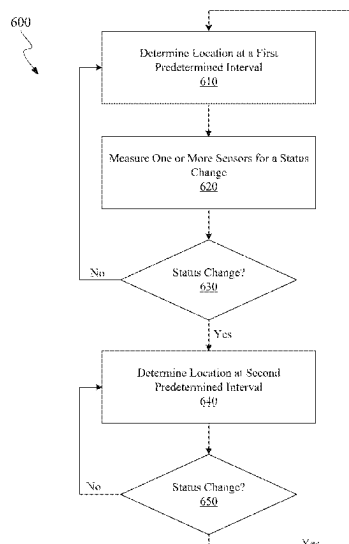 600
Determine Location at a First
Predetermined Interval
610
Measure One or More Sensors for a Status
Change
620
Status Change?
630
No
Yes
Determine Location at Second
Predetermined Interval
640
Status Change?
650
No
Yes